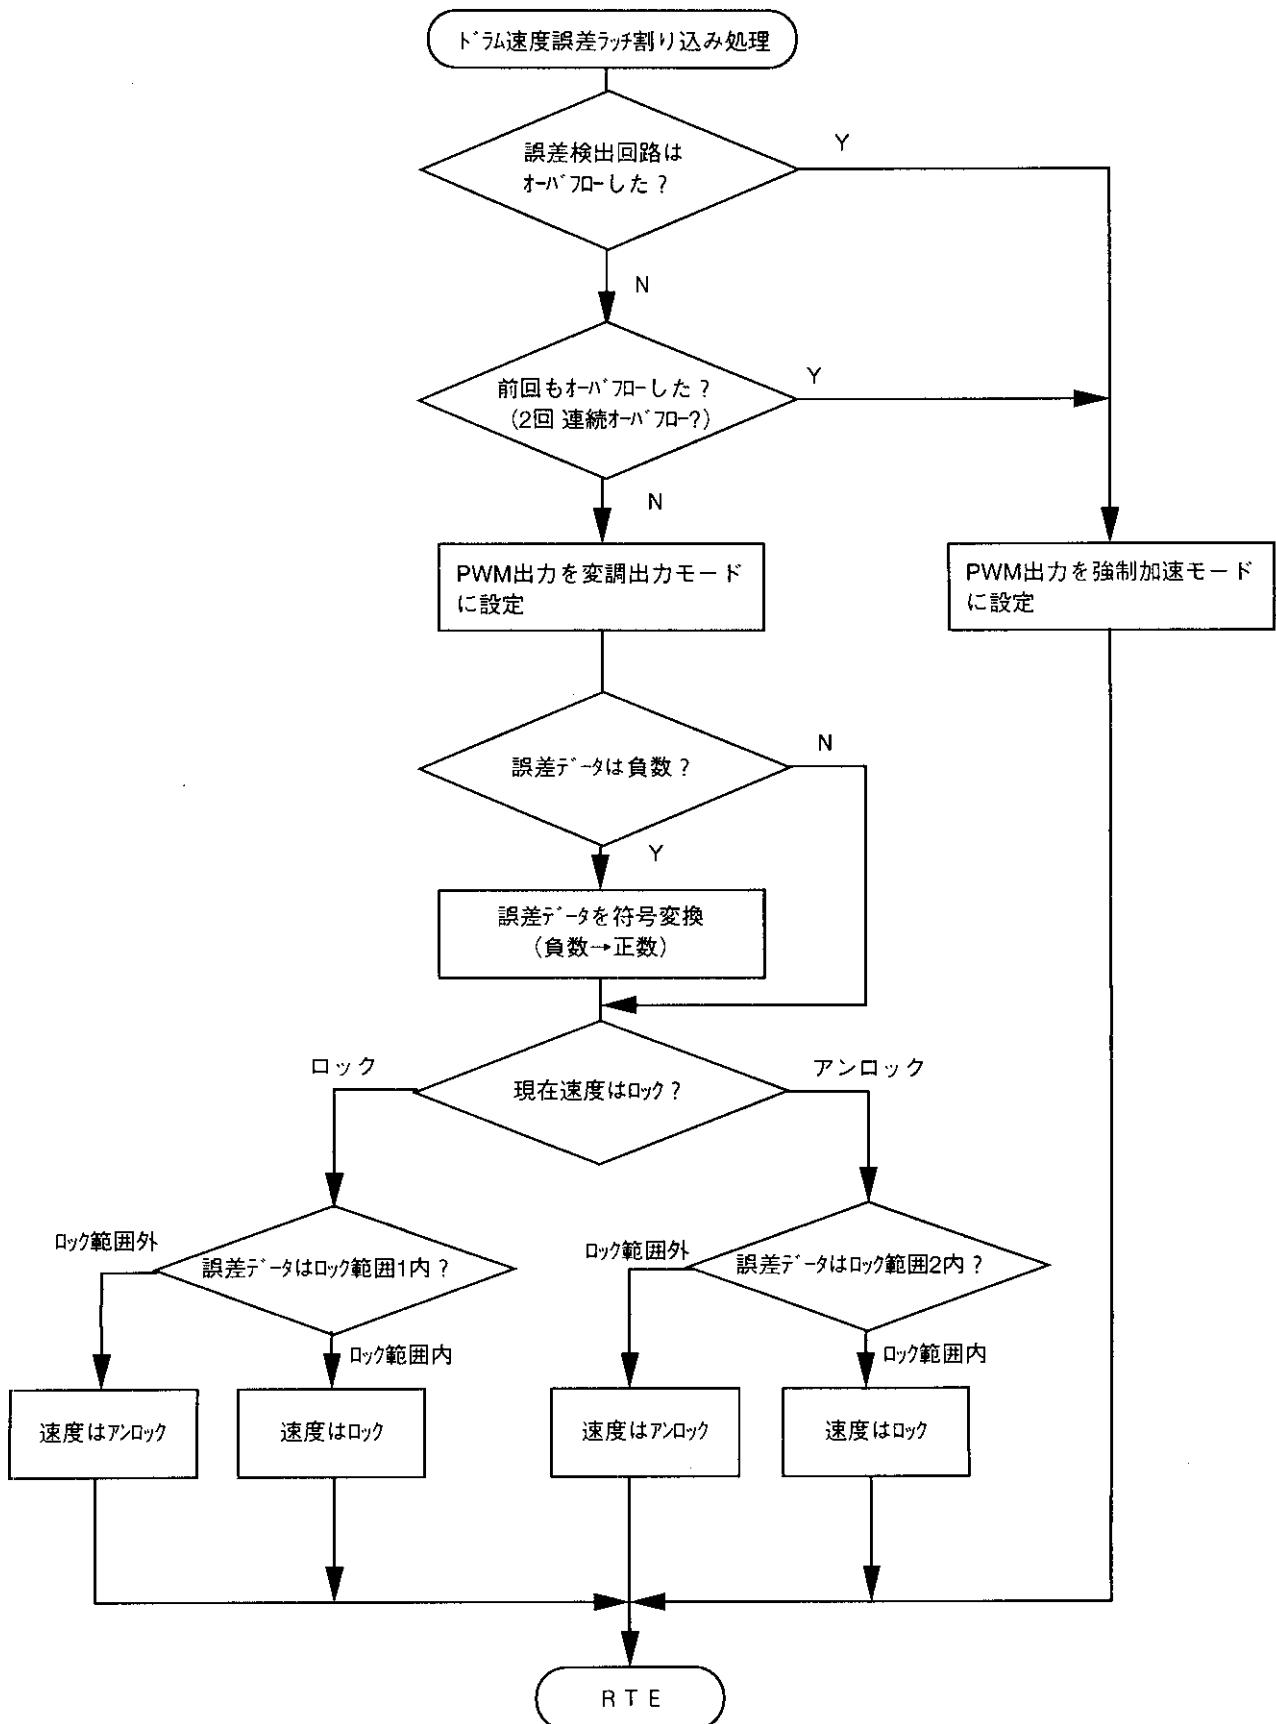 ﾄﾞﾗﾑ速度誤差ﾗｯﾁ割り込み処理
誤差検出回路は
ｵｰﾊﾞﾌﾛｰした？
Y
N
前回もｵｰﾊﾞﾌﾛｰした？
(2回 連続ｵｰﾊﾞﾌﾛｰ?)
Y
N
PWM出力を変調出力モード
に設定
PWM出力を強制加速モード
に設定
誤差ﾃﾞｰﾀは負数？
N
Y
誤差ﾃﾞｰﾀを符号変換
(負数→正数)
現在速度はﾛｯｸ？
ロック
アンロック
誤差ﾃﾞｰﾀはﾛｯｸ範囲1内？
ﾛｯｸ範囲外
ﾛｯｸ範囲内
誤差ﾃﾞｰﾀはﾛｯｸ範囲2内？
ﾛｯｸ範囲外
ﾛｯｸ範囲内
速度はｱﾝﾛｯｸ
速度はﾛｯｸ
速度はｱﾝﾛｯｸ
速度はﾛｯｸ
R T E